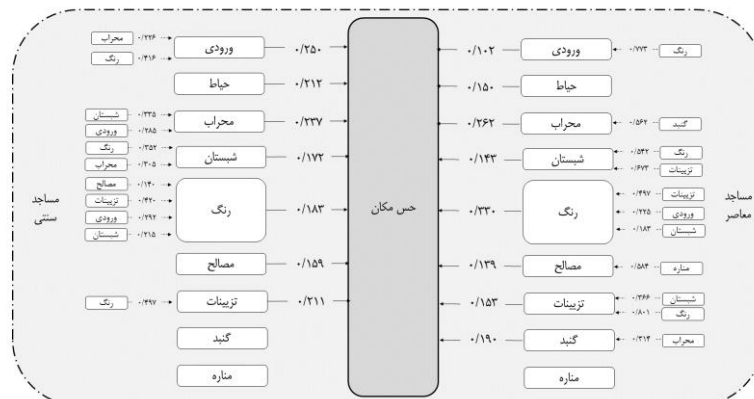 رنگ ۰/۷۷۳ ورودی ۰/۱۰۲ ۰/۲۵۰ ورودی ۰/۲۲۶ محراب
۰/۴۱۶ رنگ
حیاط ۰/۱۵۰ ۰/۲۱۲ حیاط
گنبد ۰/۵۶۲ محراب ۰/۲۶۲ ۰/۲۳۷ محراب ۰/۳۳۵ شبستان
۰/۲۸۵ ورودی
رنگ ۰/۵۴۲ شبستان ۰/۱۴۳ ۰/۱۷۲ شبستان ۰/۳۵۲ رنگ
تزیینات ۰/۶۷۳ ۰/۳۰۵ محراب
مساجد معاصر
تزیینات ۰/۴۹۷ رنگ ۰/۳۳۰ حس مکان ۰/۱۸۳ رنگ ۰/۱۴۰ مصالح
ورودی ۰/۲۲۵ ۰/۴۲۰ تزیینات
شبستان ۰/۱۸۳ ۰/۲۹۲ ورودی
۰/۲۱۵ شبستان
مساجد سنتی
مناره ۰/۵۸۴ مصالح ۰/۱۳۹ ۰/۱۵۹ مصالح
شبستان ۰/۳۶۶ تزیینات ۰/۱۵۳ ۰/۲۱۱ تزیینات ۰/۴۹۷ رنگ
رنگ ۰/۸۰۱
محراب ۰/۳۱۴ گنبد ۰/۱۹۰ گنبد
مناره مناره